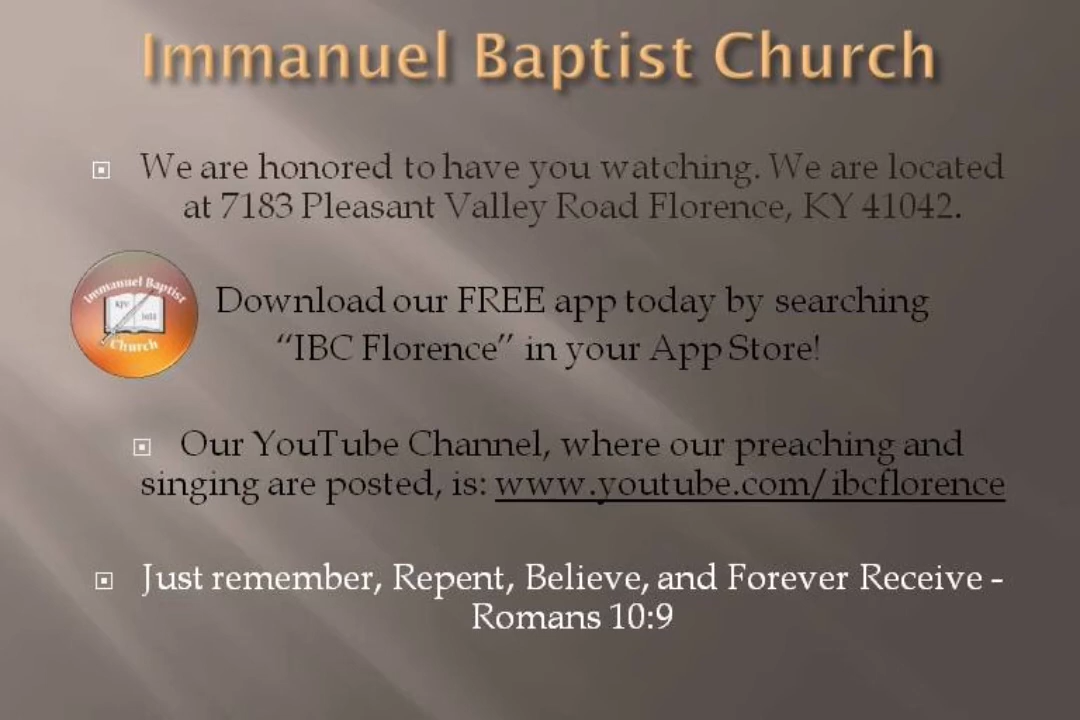 Immanuel Baptist Church
We are honored to have you watching. We are located
at 7183 Pleasant Valley Road Florence, KY 41042.
Immanuel Baptist
KJV
1611
Church
Download our FREE app today by searching
“IBC Florence” in your App Store!
Our YouTube Channel, where our preaching and
singing are posted, is: www.youtube.com/ibcflorence
Just remember, Repent, Believe, and Forever Receive -
Romans 10:9